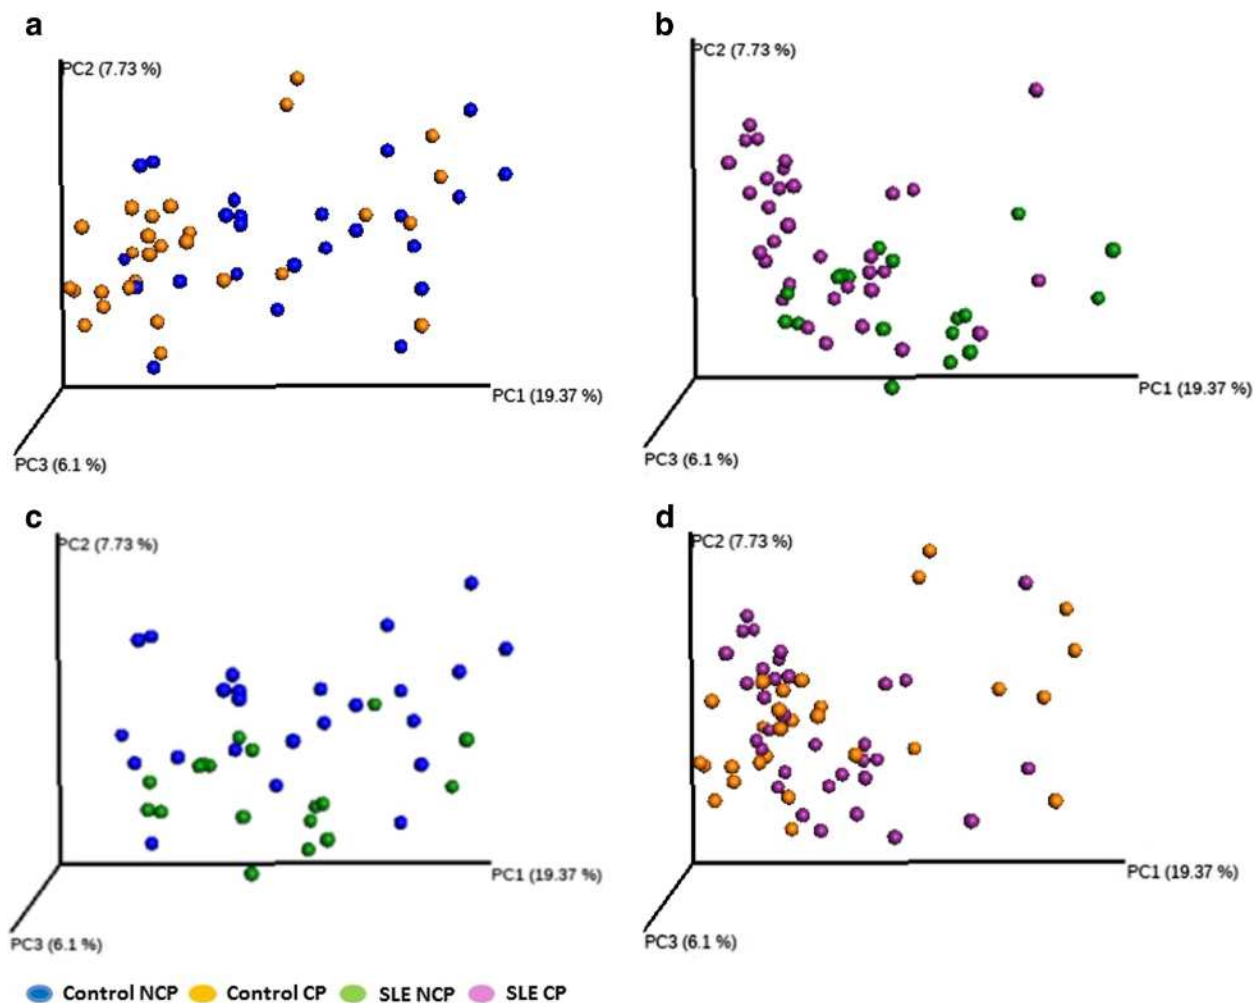 a
b
PC2 (7.73 %)
PC2 (7.73 %)
PC1 (19.37 %)
PC1 (19.37 %)
PC3 (6.1 %)
PC3 (6.1 %)
c
d
PC2 (7.73 %)
PC2 (7.73 %)
PC1 (19.37 %)
PC1 (19.37 %)
PC3 (6.1 %)
PC3 (6.1 %)
Control NCP Control CP SLE NCP SLE CP